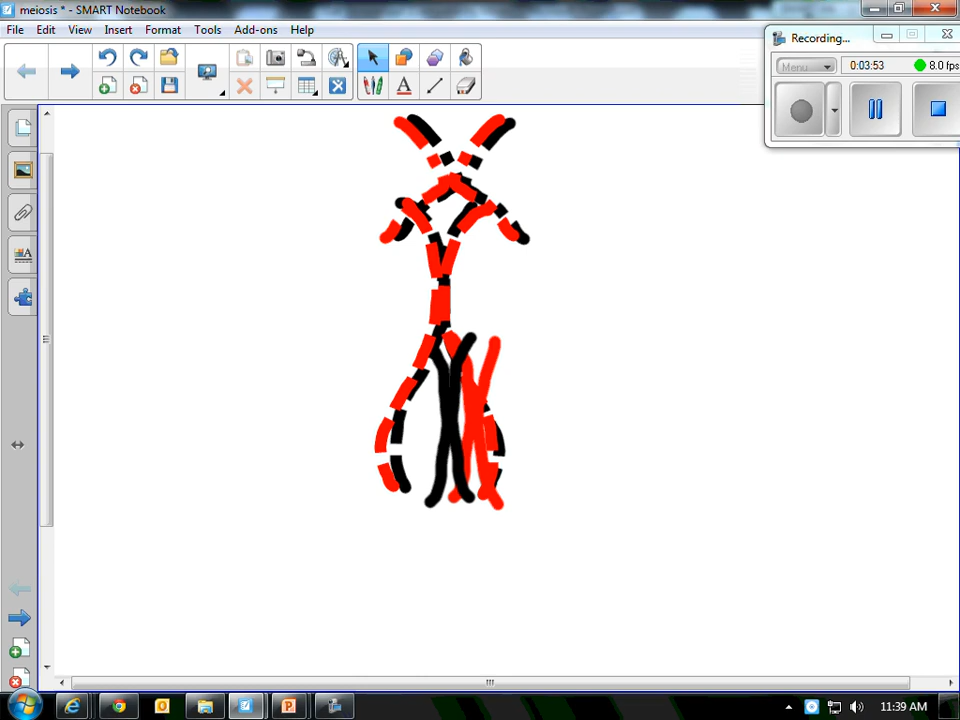 meiosis * - SMART Notebook
File Edit View Insert Format Tools Add-ons Help
Recording...
Menu 0:03:53 8.0 fps
11:39 AM